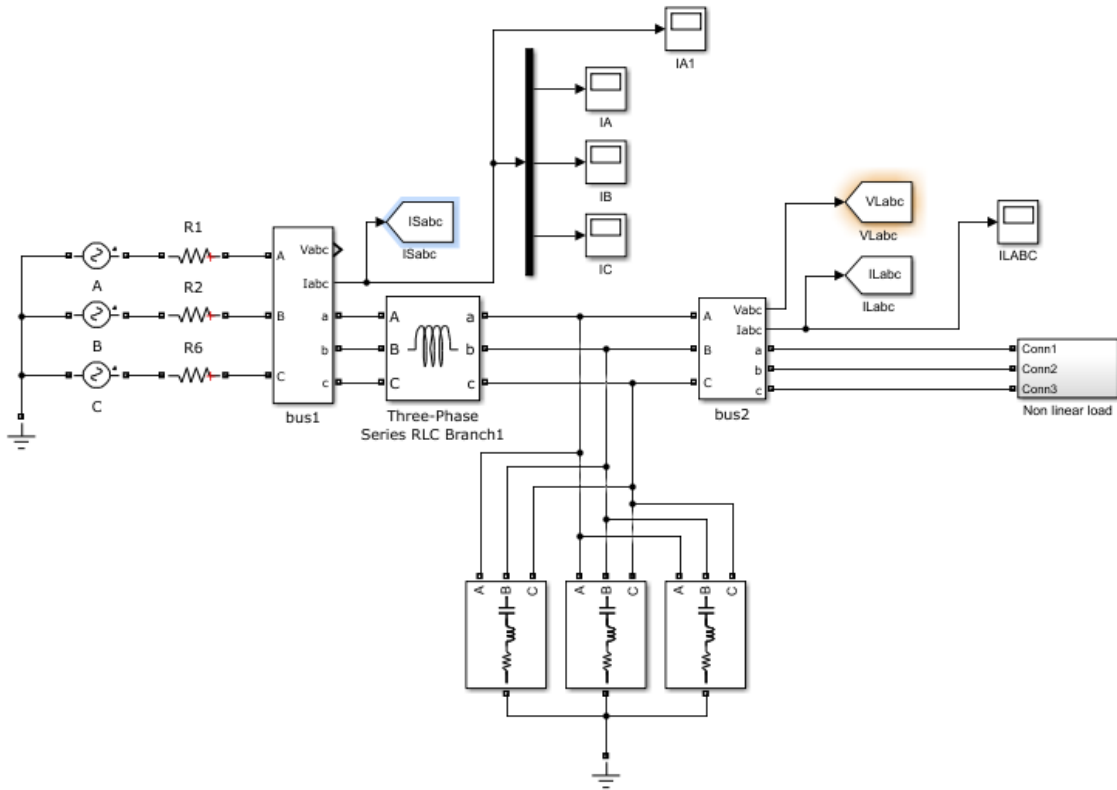 IA1
IA
IB
IC
ISabc
ISabc
VLabc
VLabc
ILABC
ILabc
ILabc
R1
A
R2
B
R6
C
A
B
C
Vabc
Iabc
a
b
c
bus1
A
B
C
a
b
c
Three-Phase
Series RLC Branch1
A
B
C
Vabc
Iabc
a
b
c
bus2
Conn1
Conn2
Conn3
Non linear load
A
B
C
A
B
C
A
B
C